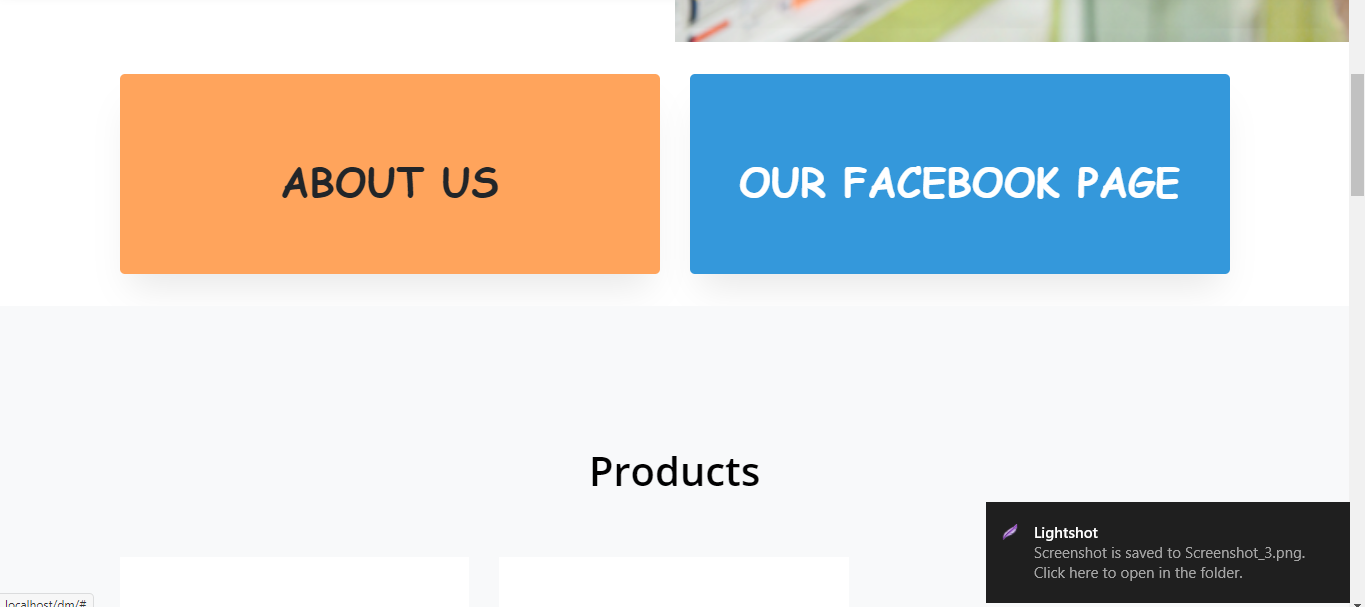 ABOUT US
OUR FACEBOOK PAGE
Products
Lightshot
Screenshot is saved to Screenshot_3.png.
Click here to open in the folder.
localhost/dm/#